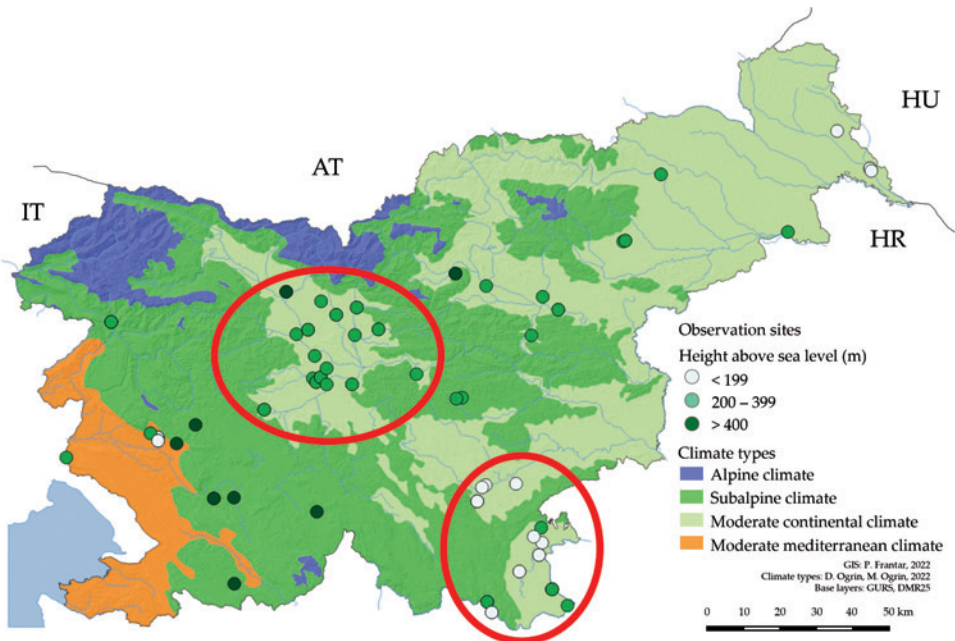 HU
AT
IT
HR
Observation sites
Height above sea level (m)
< 199
200 – 399
> 400
Climate types
Alpine climate
Subalpine climate
Moderate continental climate
Moderate mediterranean climate
GIS: P. Frantar, 2022
Climate types: D. Ogrin, M. Ogrin, 2022
Base layers: GURS, DMR25
0 10 20 30 40 50 km